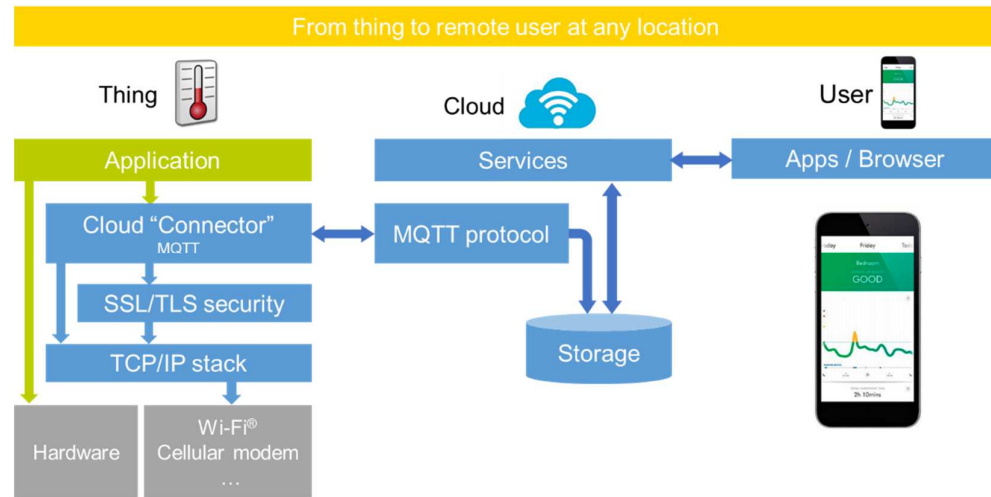 From thing to remote user at any location
Thing
Cloud
User
Application
Services
Apps / Browser
Cloud “Connector”
MQTT
MQTT protocol
SSL/TLS security
TCP/IP stack
Storage
Hardware
Wi-Fi®
Cellular modem
…
Friday
Bedroom
GOOD
2h 10mins